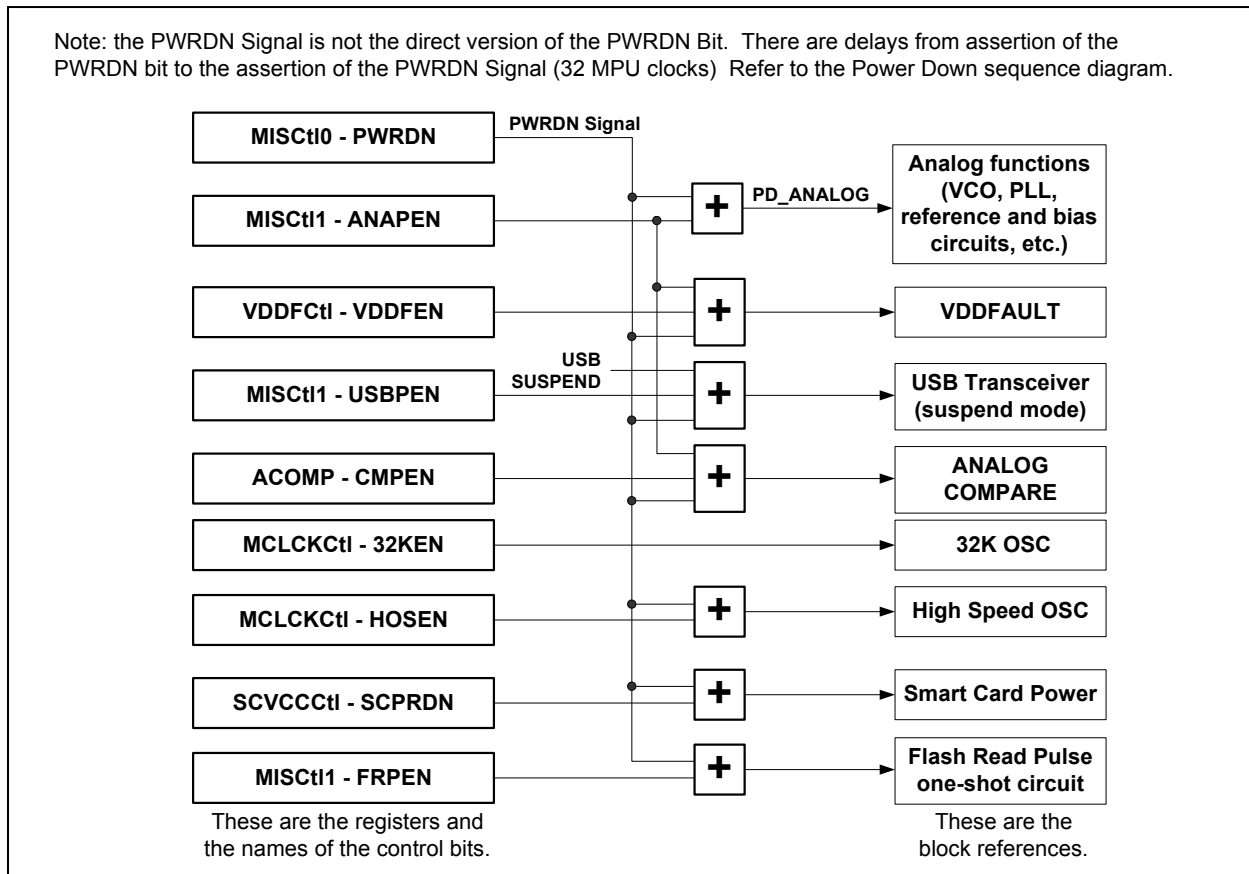 Note: the PWRDN Signal is not the direct version of the PWRDN Bit. There are delays from assertion of the
PWRDN bit to the assertion of the PWRDN Signal (32 MPU clocks) Refer to the Power Down sequence diagram.
MISCtl0 - PWRDN
PWRDN Signal
MISCtl1 - ANAPEN
+
PD_ANALOG
Analog functions
(VCO, PLL,
reference and bias
circuits, etc.)
VDDFCtl - VDDFEN
+
VDDFAULT
MISCtl1 - USBPEN
USB
SUSPEND
+
USB Transceiver
(suspend mode)
ACOMP - CMPEN
+
ANALOG
COMPARE
MCLCKCtl - 32KEN
32K OSC
MCLCKCtl - HOSEN
+
High Speed OSC
SCVCCCtl - SCPRDN
+
Smart Card Power
MISCtl1 - FRPEN
+
Flash Read Pulse
one-shot circuit
These are the registers and
the names of the control bits.
These are the
block references.